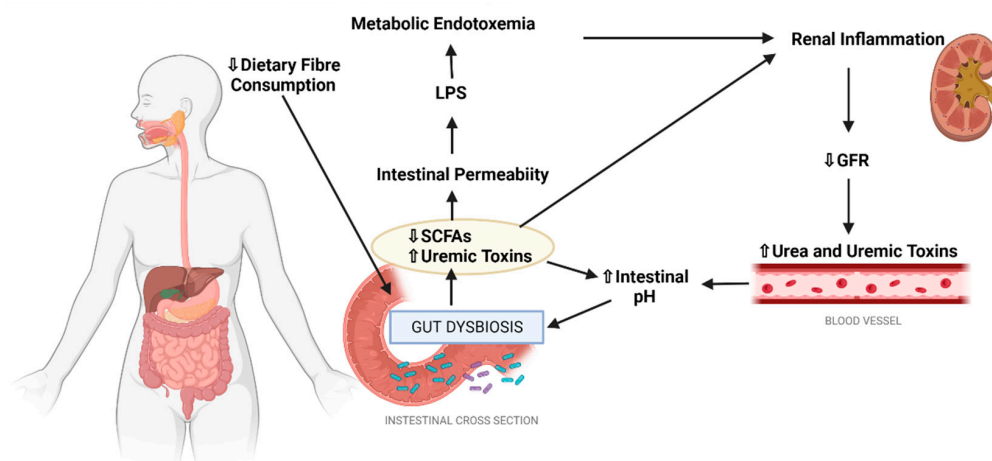 Metabolic Endotoxemia
Renal Inflammation
⇩Dietary Fibre
Consumption
LPS
⇩GFR
Intestinal Permeabiity
⇩SCFAs
⇧Uremic Toxins
⇧Urea and Uremic Toxins
⇧Intestinal
pH
BLOOD VESSEL
GUT DYSBIOSIS
INSTESTINAL CROSS SECTION